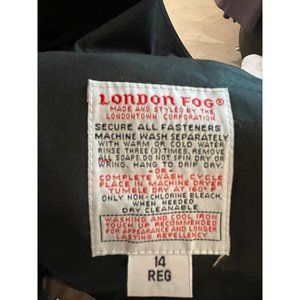 LONDON FOG®
MADE AND STYLED BY THE
LONDONTOWN CORPORATION
SECURE ALL FASTENERS
MACHINE WASH SEPARATELY
WITH WARM OR COLD WATER
RINSE THREE (3) TIMES. REMOVE
ALL SOAPS. DO NOT SPIN DRY OR
WRING. HANG TO DRIP DRY.
-OR-
COMPLETE WASH CYCLE
PLACE IN MACHINE DRYER
TUMBLE DRY AT 160° F
ONLY NON-CHLORINE BLEACH,
WHEN NEEDED
DRY CLEANABLE
WASHING AND COOL IRON
TOUCH UP RECOMMENDED
FOR APPEARANCE AND LONGER
LASTING REPELLENCY
14
REG